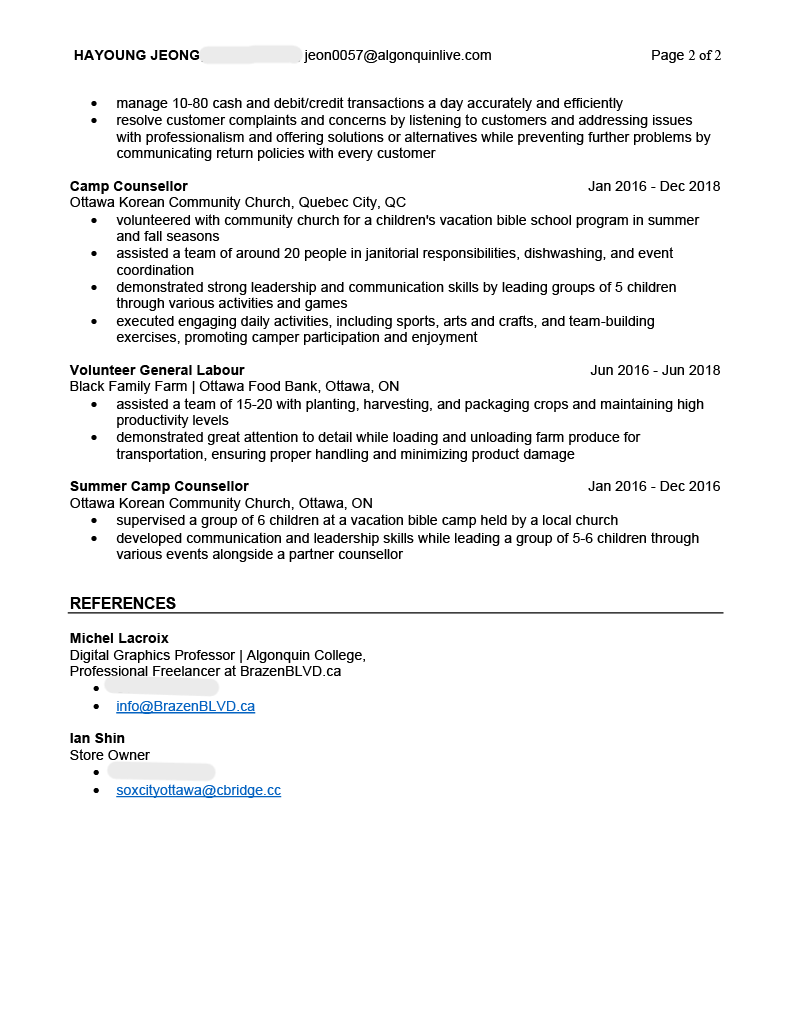 HAYOUNG JEONG jeon0057@algonquinlive.com Page 2 of 2
• manage 10-80 cash and debit/credit transactions a day accurately and efficiently
• resolve customer complaints and concerns by listening to customers and addressing issues
with professionalism and offering solutions or alternatives while preventing further problems by
communicating return policies with every customer
Camp Counsellor Jan 2016 - Dec 2018
Ottawa Korean Community Church, Quebec City, QC
• volunteered with community church for a children's vacation bible school program in summer
and fall seasons
• assisted a team of around 20 people in janitorial responsibilities, dishwashing, and event
coordination
• demonstrated strong leadership and communication skills by leading groups of 5 children
through various activities and games
• executed engaging daily activities, including sports, arts and crafts, and team-building
exercises, promoting camper participation and enjoyment
Volunteer General Labour Jun 2016 - Jun 2018
Black Family Farm | Ottawa Food Bank, Ottawa, ON
• assisted a team of 15-20 with planting, harvesting, and packaging crops and maintaining high
productivity levels
• demonstrated great attention to detail while loading and unloading farm produce for
transportation, ensuring proper handling and minimizing product damage
Summer Camp Counsellor Jan 2016 - Dec 2016
Ottawa Korean Community Church, Ottawa, ON
• supervised a group of 6 children at a vacation bible camp held by a local church
• developed communication and leadership skills while leading a group of 5-6 children through
various events alongside a partner counsellor
REFERENCES
Michel Lacroix
Digital Graphics Professor | Algonquin College,
Professional Freelancer at BrazenBLVD.ca
•
• info@BrazenBLVD.ca
Ian Shin
Store Owner
•
• soxcityottawa@cbridge.cc